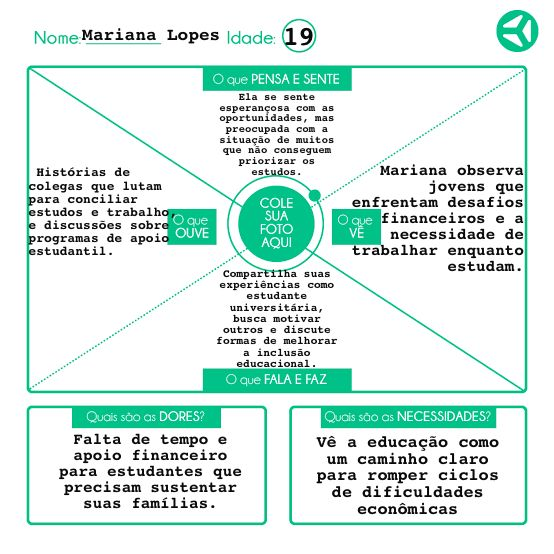 Nome: Mariana Lopes Idade: 19
O que PENSA E SENTE
Ela se sente
esperançosa com as
oportunidades, mas
preocupada com a
situação de muitos
que não conseguem
priorizar os
estudos.
Histórias de
colegas que lutam
para conciliar
estudos e trabalho,
e discussões sobre
programas de apoio
estudantil.
O que
OUVE
COLE
SUA
FOTO
AQUI
O que
VÊ
Mariana observa
jovens que
enfrentam desafios
financeiros e a
necessidade de
trabalhar enquanto
estudam.
Compartilha suas
experiências como
estudante
universitária,
busca motivar
outros e discute
formas de melhorar
a inclusão
educacional.
O que FALA E FAZ
Quais são as DORES?
Falta de tempo e
apoio financeiro
para estudantes que
precisam sustentar
suas famílias.
Quais são as NECESSIDADES?
Vê a educação como
um caminho claro
para romper ciclos
de dificuldades
econômicas